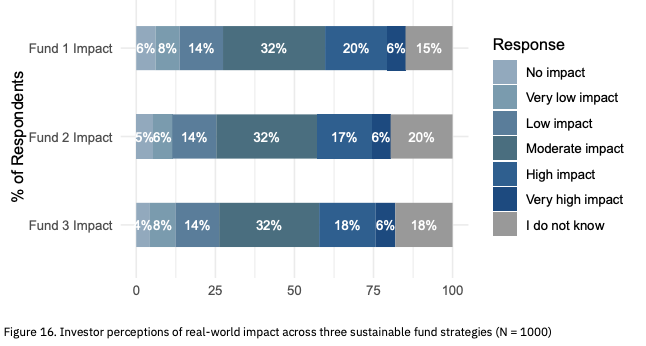 Fund 1 Impact 6% 8% 14% 32% 20% 6% 15%
Fund 2 Impact 5% 6% 14% 32% 17% 6% 20%
Fund 3 Impact 4% 8% 14% 32% 18% 6% 18%
0 25 50 75 100
% of Respondents
Response
No impact
Very low impact
Low impact
Moderate impact
High impact
Very high impact
I do not know
Figure 16. Investor perceptions of real-world impact across three sustainable fund strategies (N = 1000)